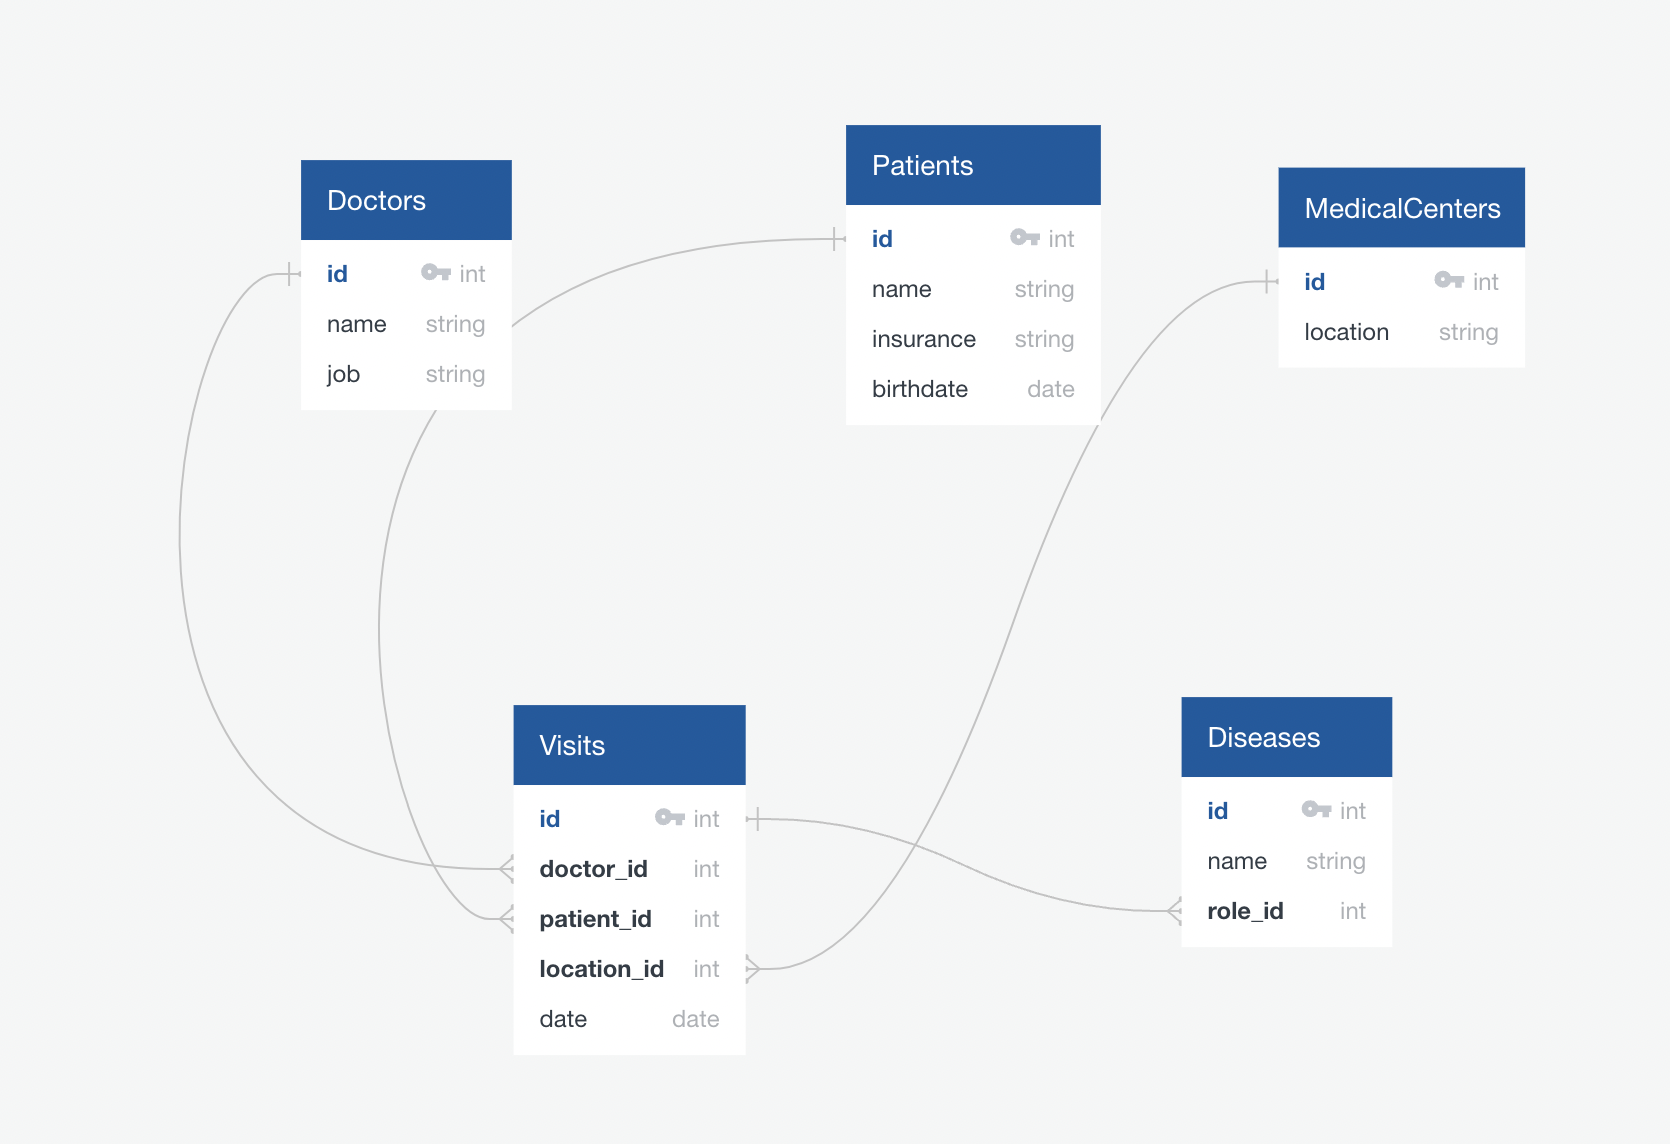 Doctors
id int
name string
job string
Patients
id int
name string
insurance string
birthdate date
MedicalCenters
id int
location string
Visits
id int
doctor_id int
patient_id int
location_id int
date date
Diseases
id int
name string
role_id int